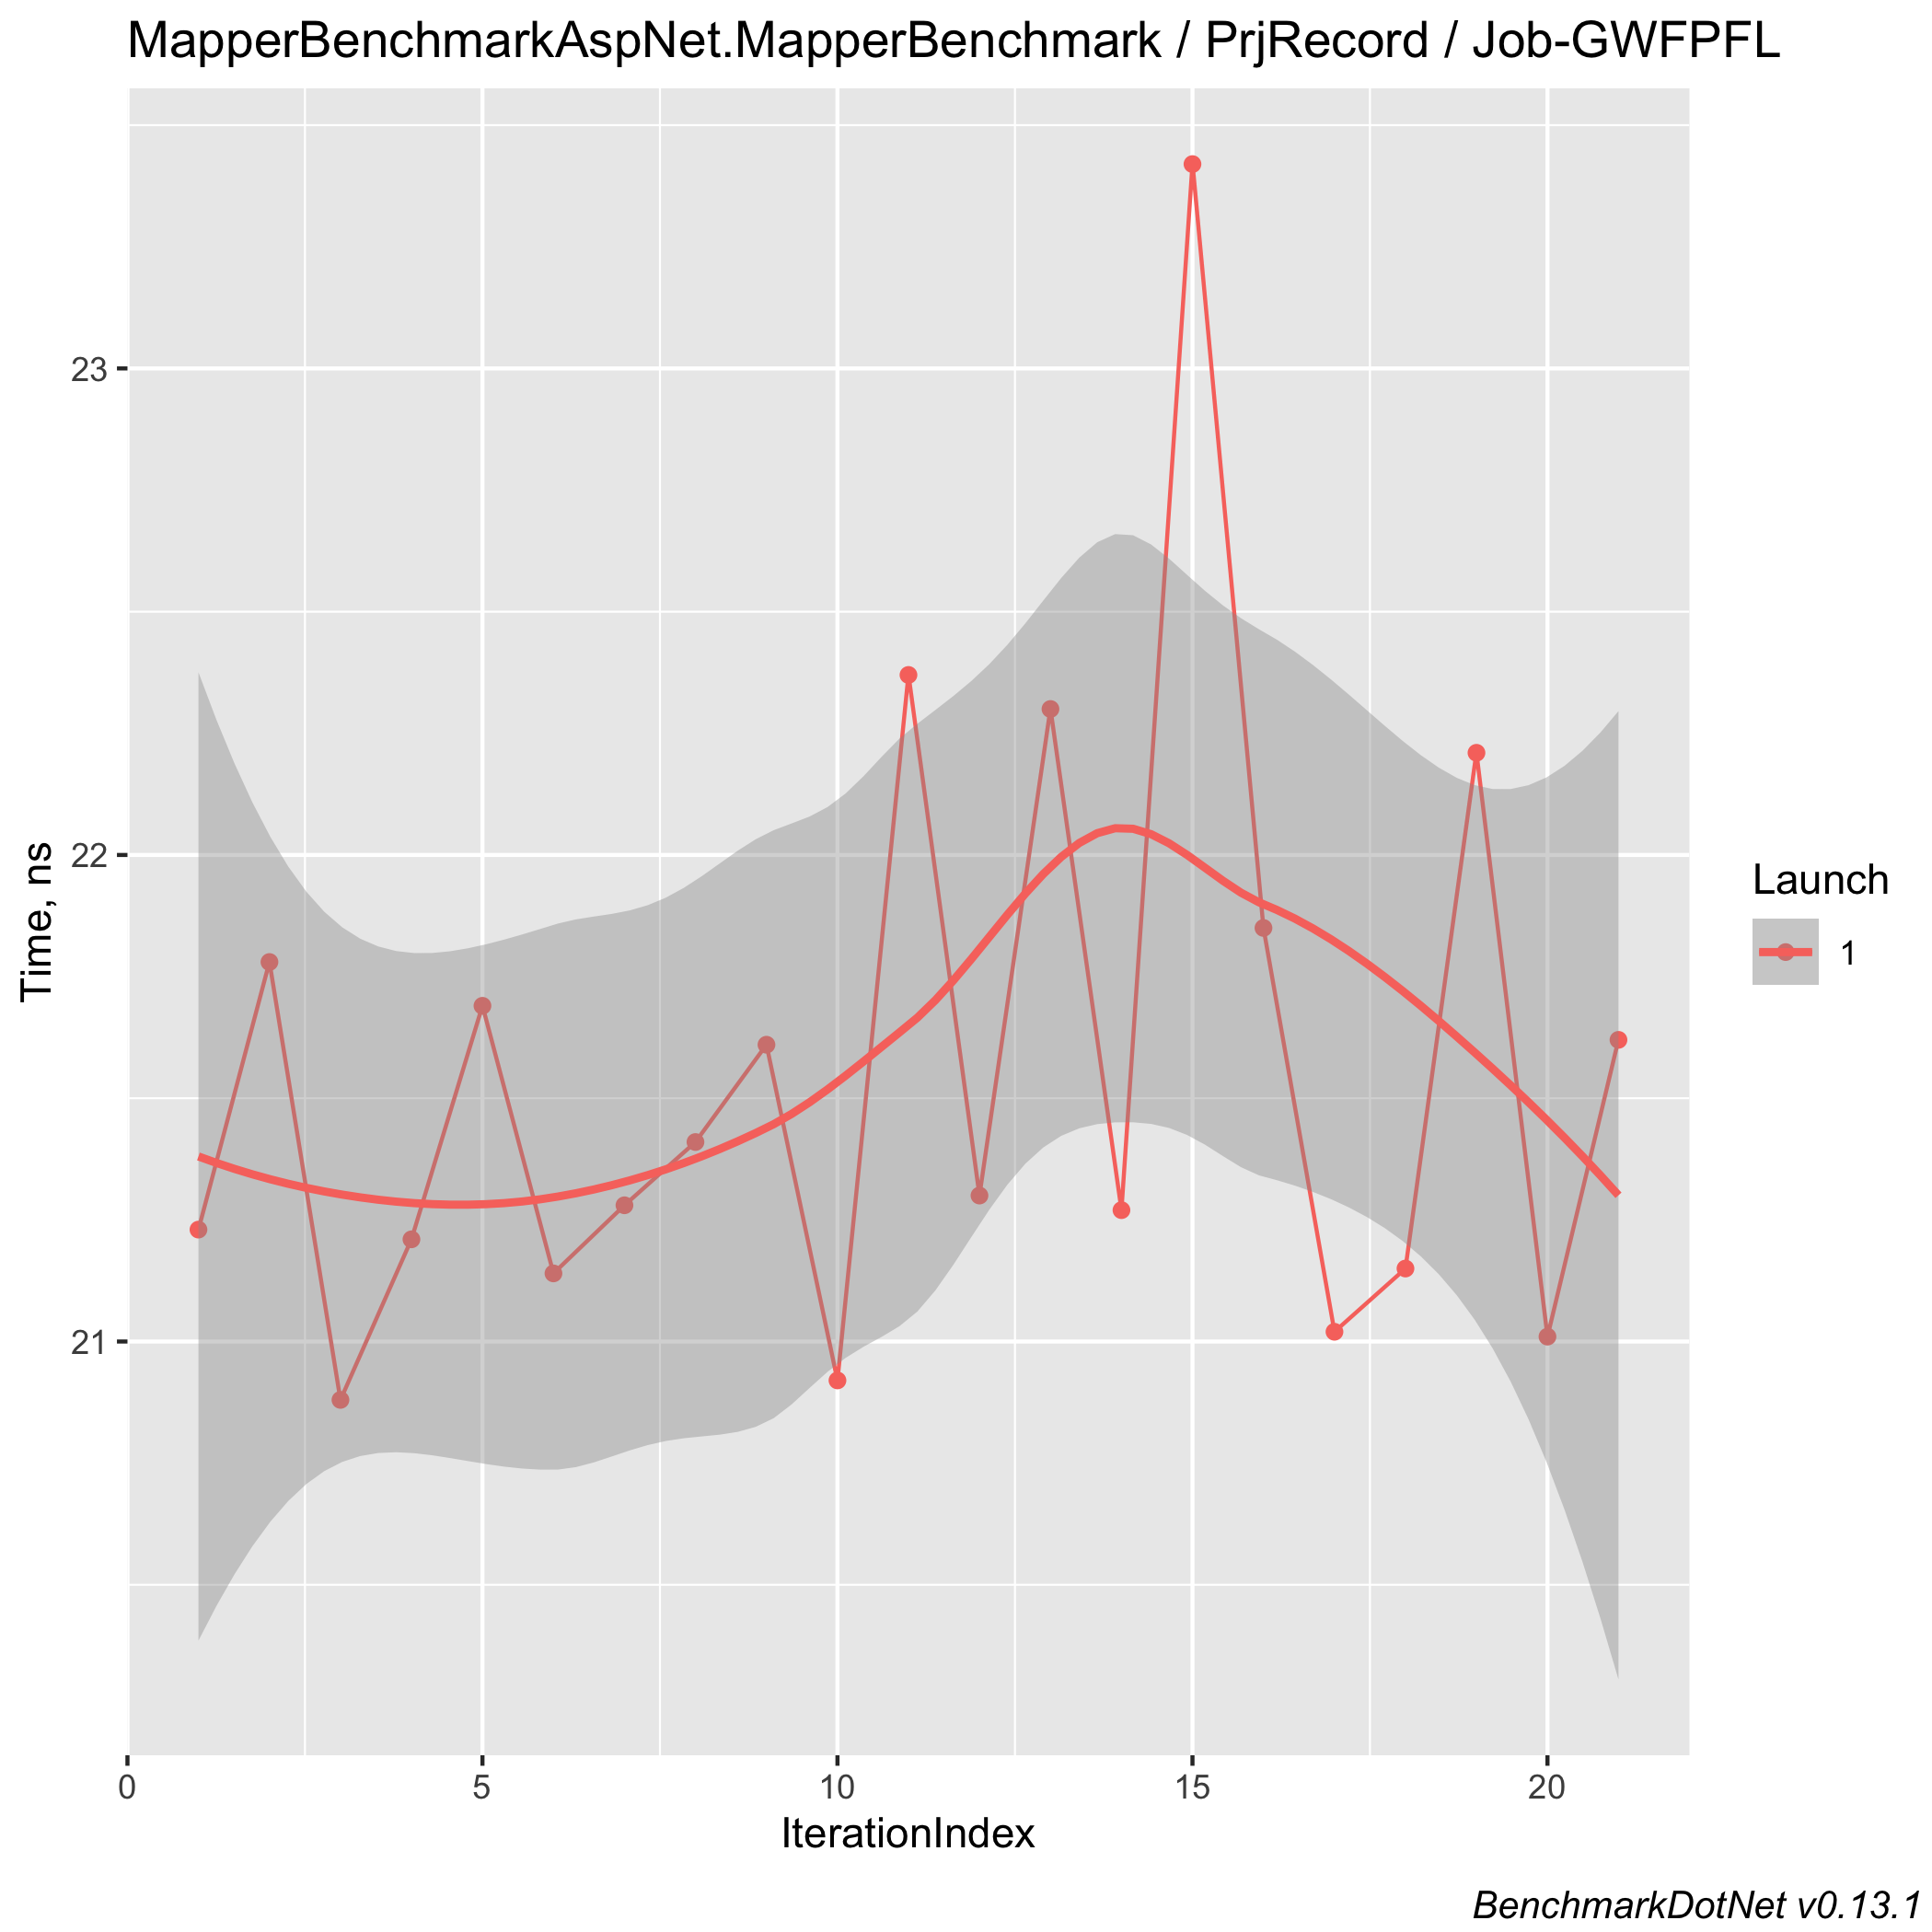 MapperBenchmarkAspNet.MapperBenchmark / PrjRecord / Job-GWFPFL
23
22
21
Time, ns
0 5 10 15 20
IterationIndex
Launch
1
BenchmarkDotNet v0.13.1